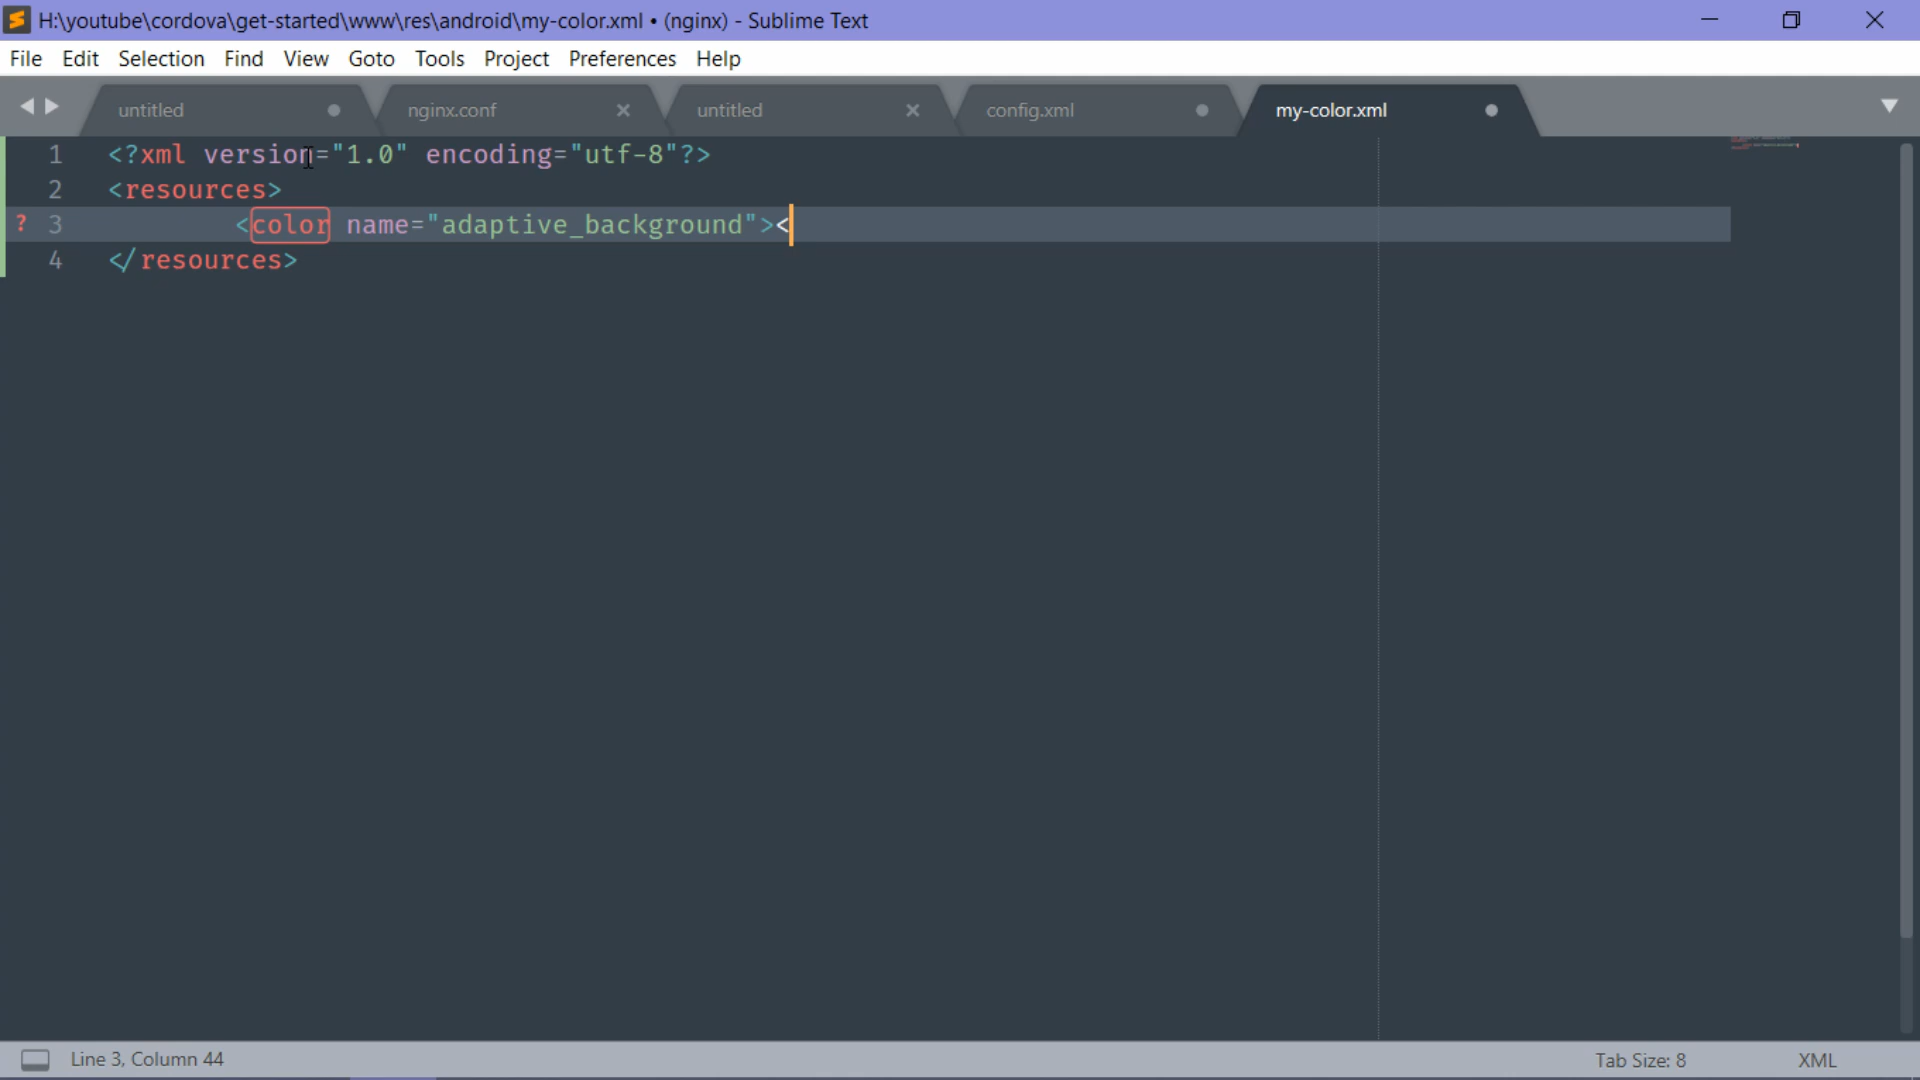 H:\youtube\cordova\get-started\www\res\android\my-color.xml • (nginx) - Sublime Text
File Edit Selection Find View Goto Tools Project Preferences Help
untitled nginx.conf untitled config.xml my-color.xml
1 <?xml version="1.0" encoding="utf-8"?>
2 <resources>
? 3 <color name="adaptive_background"><
4 </resources>
Line 3, Column 44 Tab Size: 8 XML